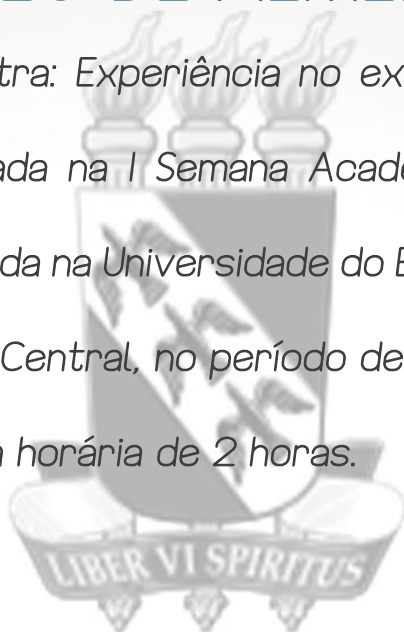 tra: Experiência no ex
ada na I Semana Acad
da na Universidade do E
Central, no período de
a horária de 2 horas.
LIBER VI SPIRITUS